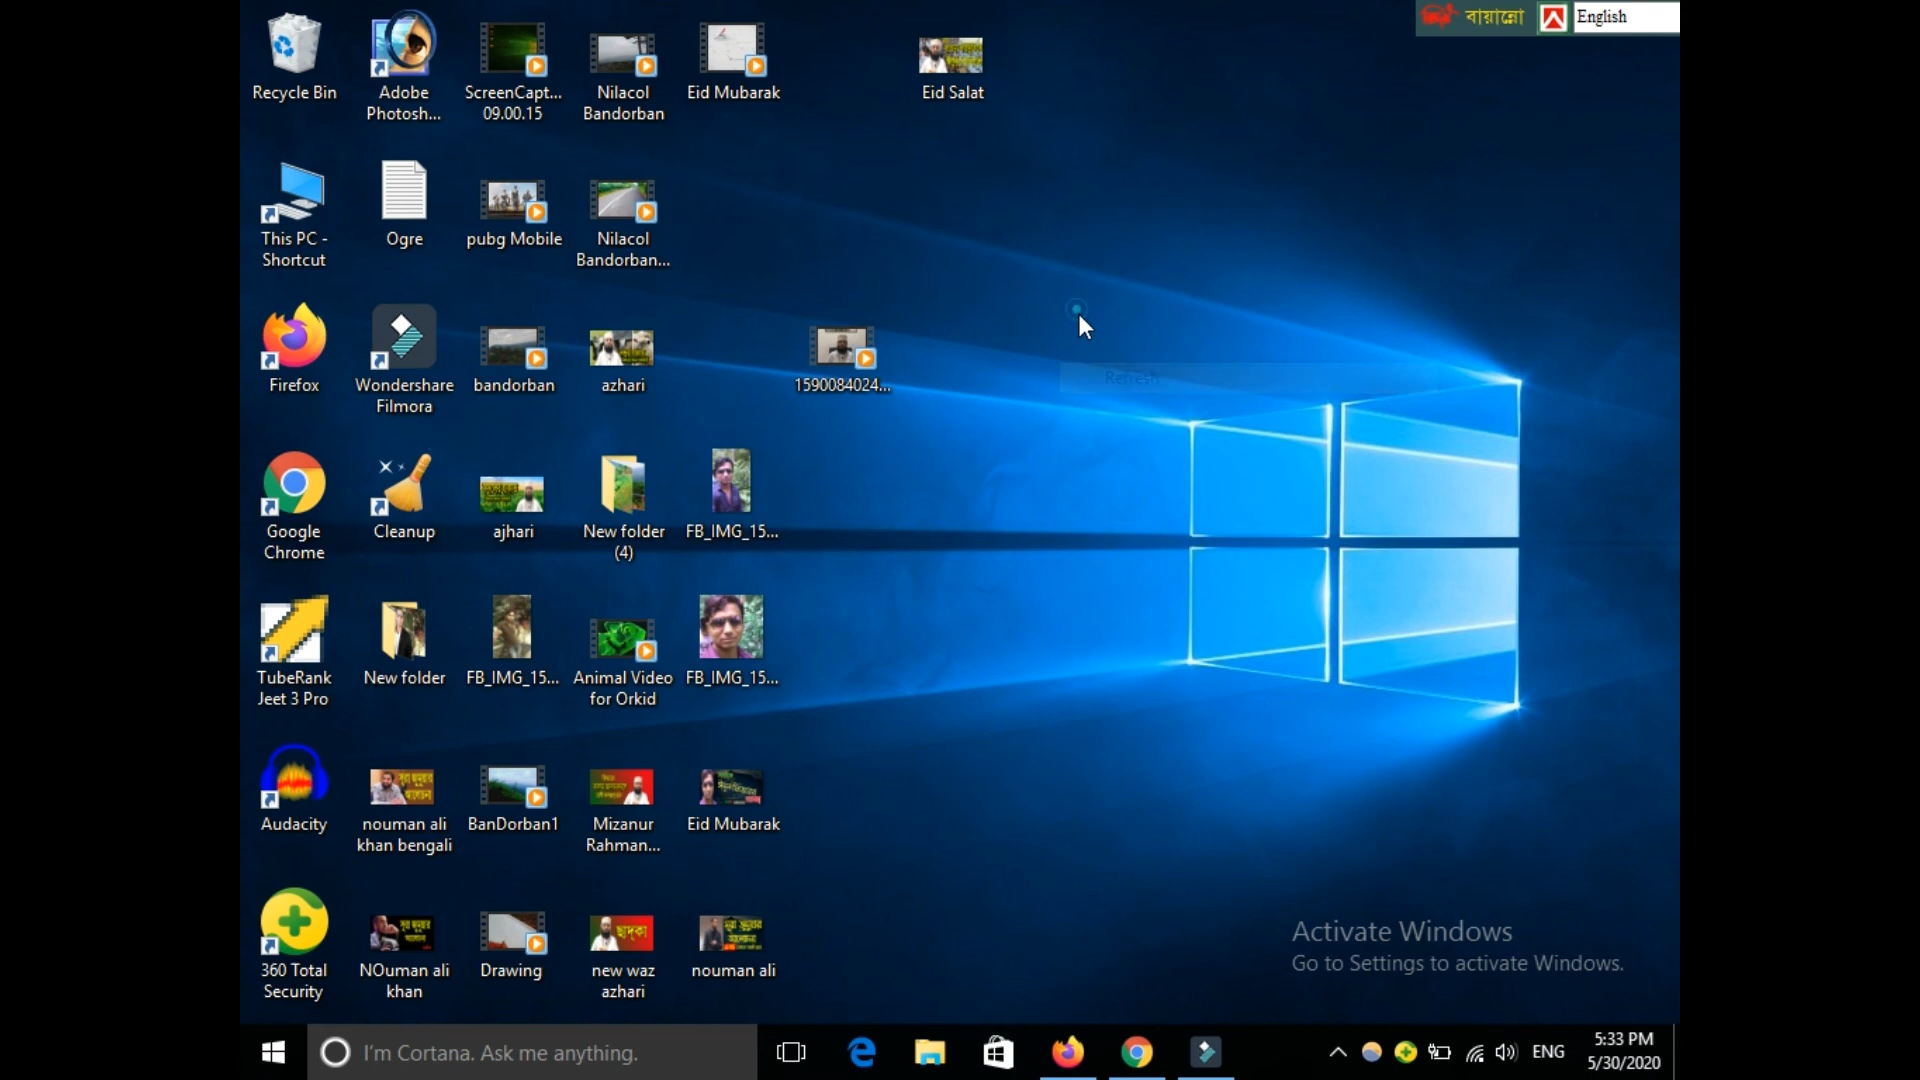 বায়ান্নো
English
Recycle Bin
Adobe
Photosh...
ScreenCapt...
09.00.15
Nilacol
Bandorban
Eid Mubarak
Eid Salat
This PC -
Shortcut
Ogre
pubg Mobile
Nilacol
Bandorban...
Refresh
Firefox
Wondershare
Filmora
bandorban
azhari
1590084024...
Google
Chrome
Cleanup
ajhari
New folder
(4)
FB_IMG_15...
TubeRank
Jeet 3 Pro
New folder
FB_IMG_15...
Animal Video
for Orkid
FB_IMG_15...
Audacity
nouman ali
khan bengali
BanDorban1
Mizanur
Rahman...
Eid Mubarak
360 Total
Security
NOuman ali
khan
Drawing
ছাদকা
new waz
azhari
nouman ali
Activate Windows
Go to Settings to activate Windows.
I'm Cortana. Ask me anything.
ENG
5:33 PM
5/30/2020